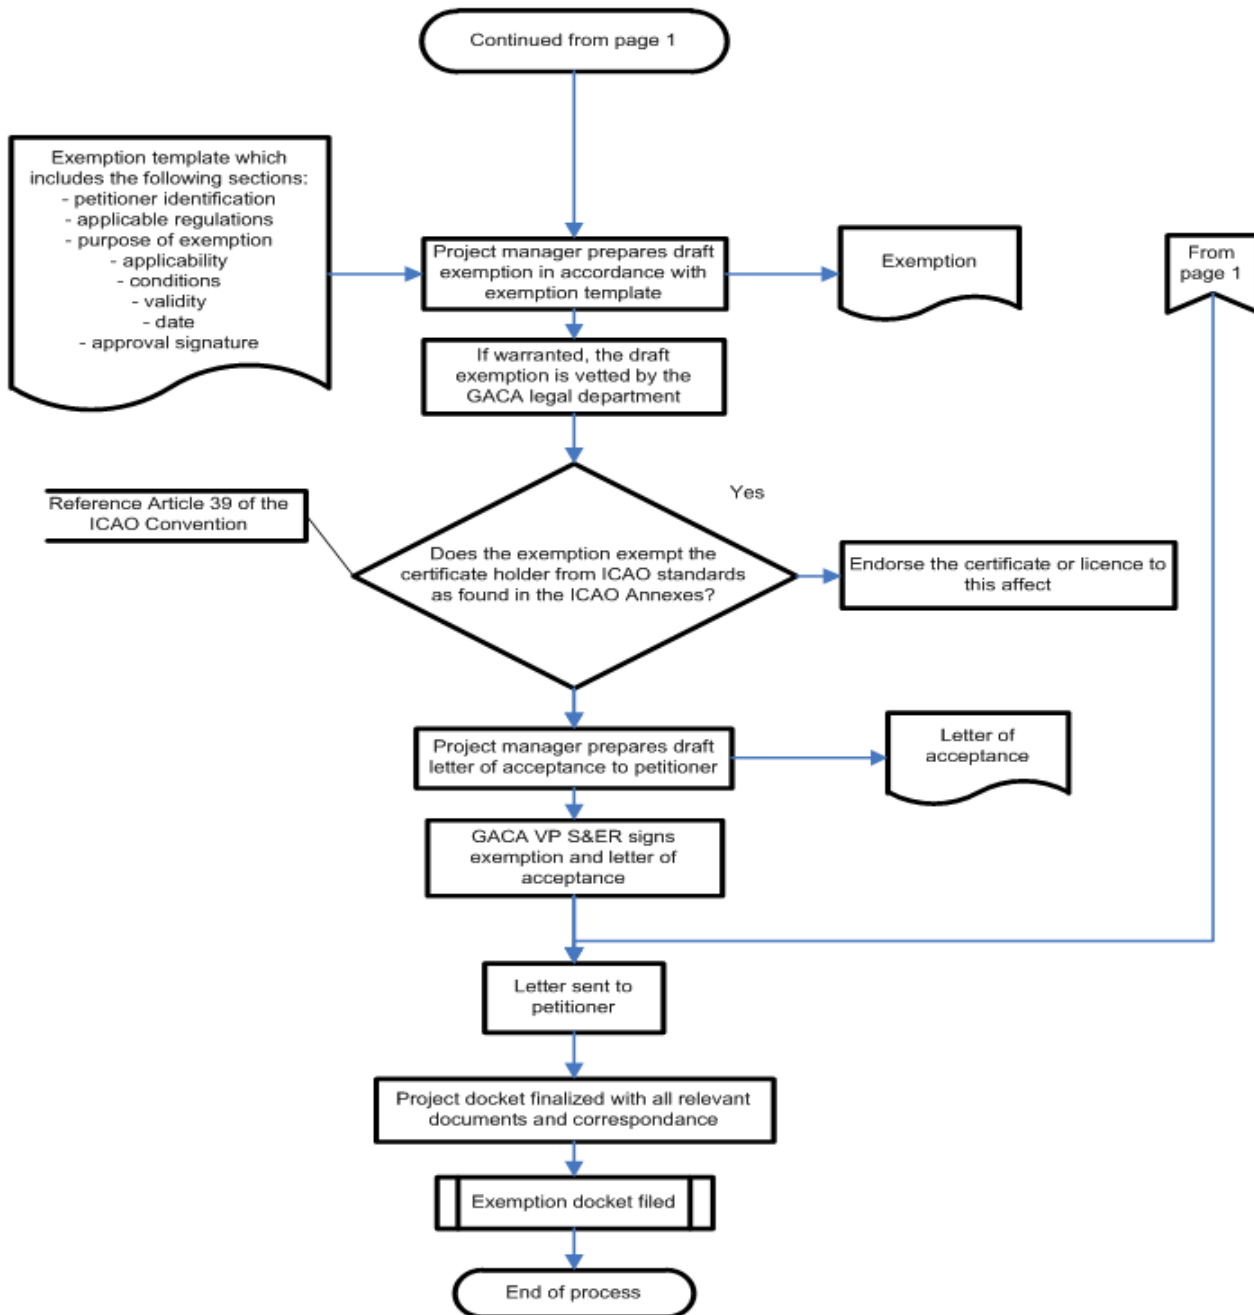 Continued from page 1
Exemption template which
includes the following sections:
- petitioner identification
- applicable regulations
- purpose of exemption
- applicability
- conditions
- validity
- date
- approval signature
Project manager prepares draft
exemption in accordance with
exemption template
Exemption
From
page 1
If warranted, the draft
exemption is vetted by the
GACA legal department
Reference Article 39 of the
ICAO Convention
Yes
Does the exemption exempt the
certificate holder from ICAO standards
as found in the ICAO Annexes?
Endorse the certificate or licence to
this affect
Project manager prepares draft
letter of acceptance to petitioner
Letter of
acceptance
GACA VP S&ER signs
exemption and letter of
acceptance
Letter sent to
petitioner
Project docket finalized with all relevant
documents and correspondance
Exemption docket filed
End of process